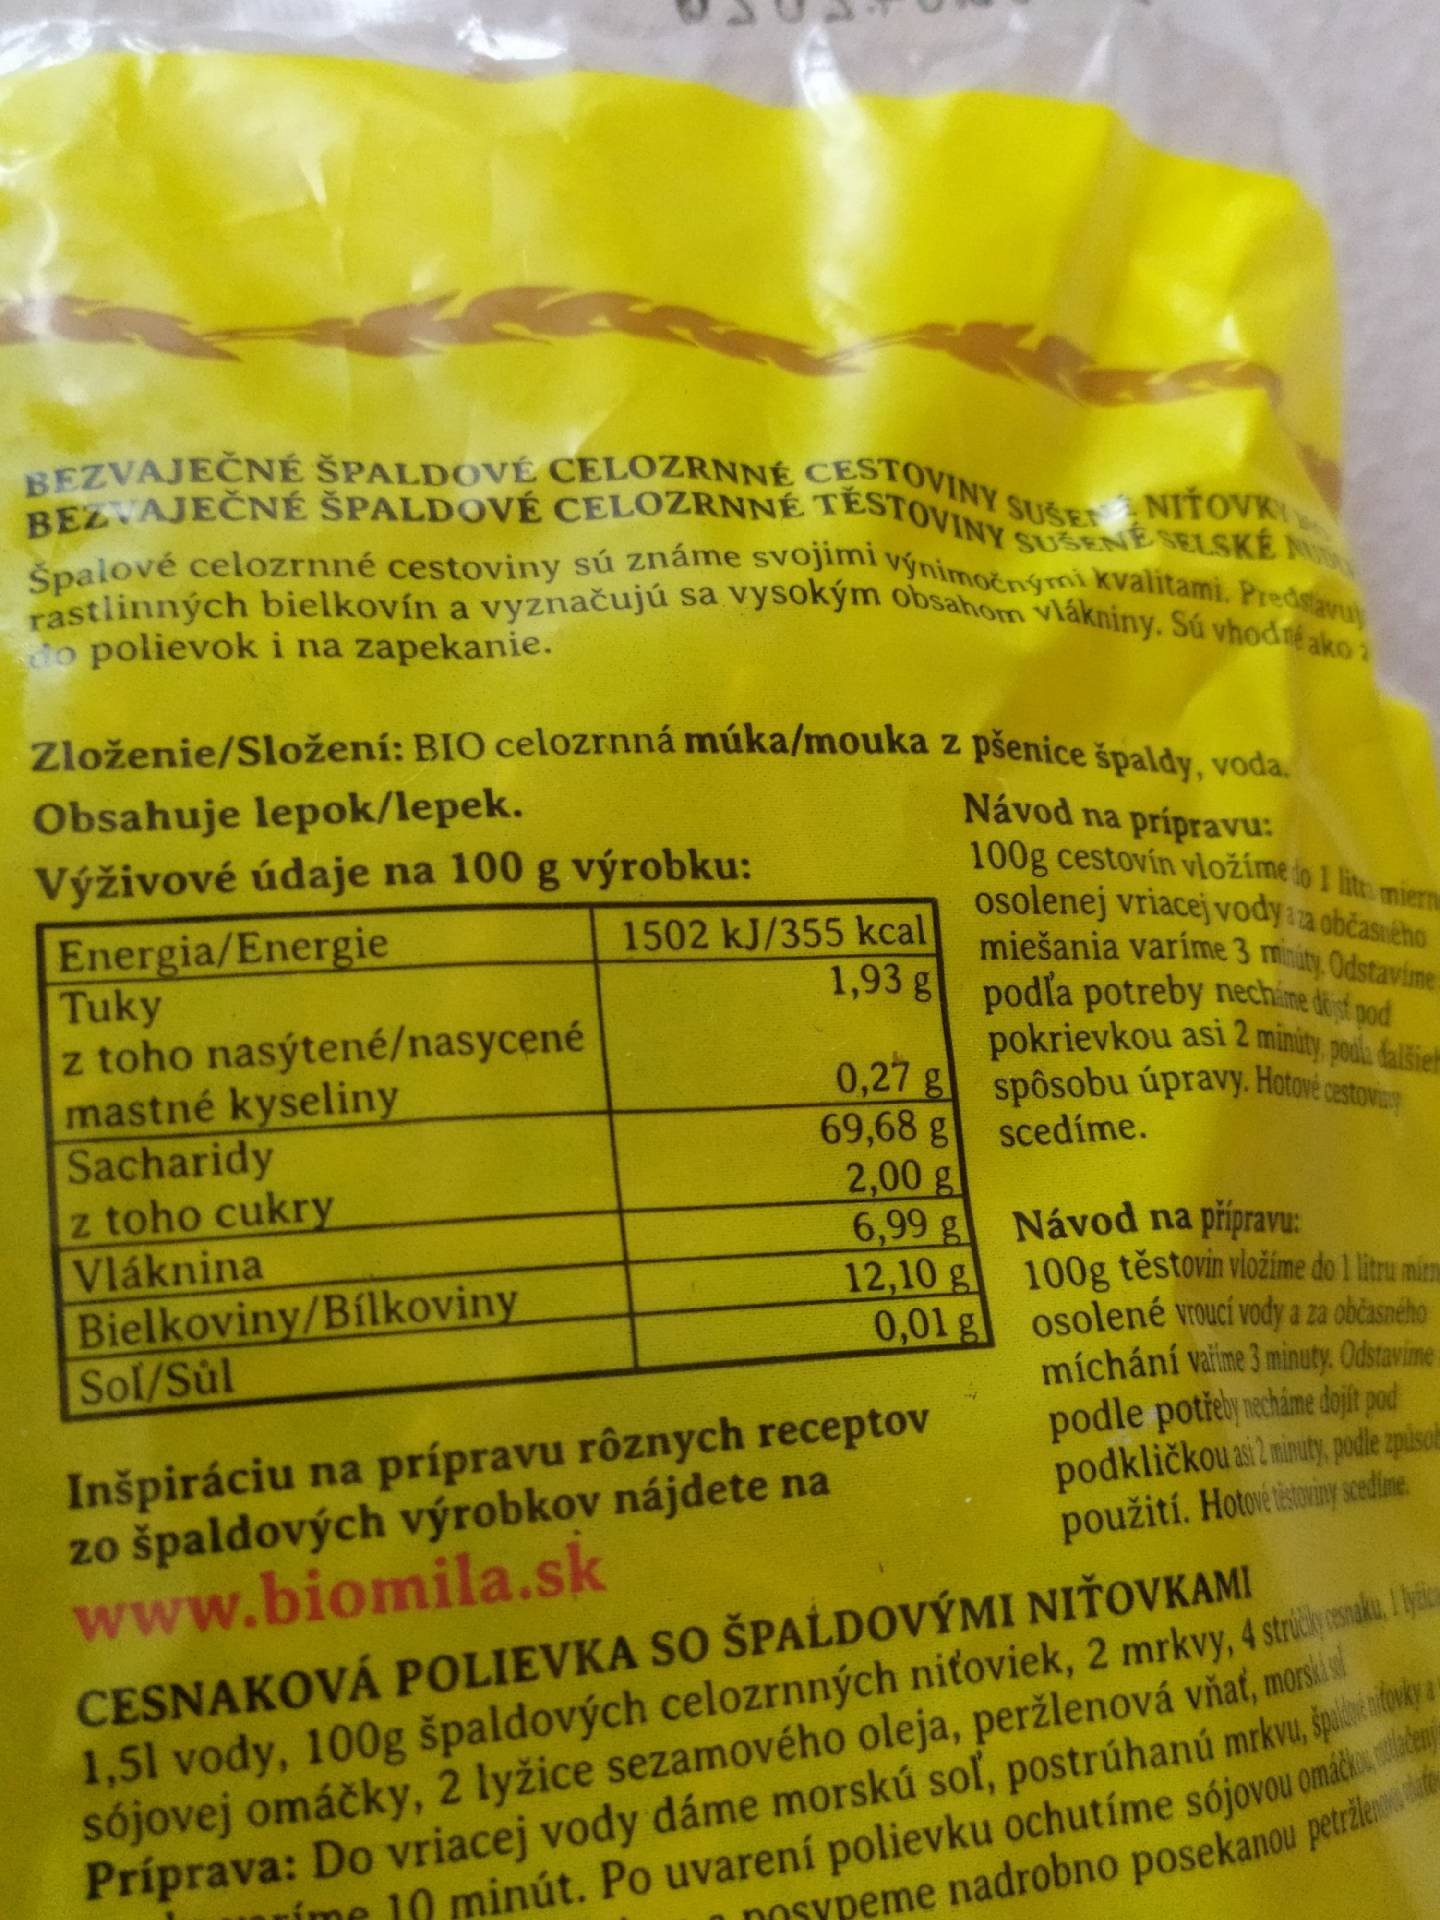 BEZVAJEČNÉ ŠPALDOVÉ CELOZRNNÉ CESTOVINY SUŠENÉ NIŤOVKY
BEZVAJEČNÉ ŠPALDOVÉ CELOZRNNÉ TĚSTOVINY SUŠENÉ SELSKÉ
Špalové celozrnné cestoviny sú známe svojimi výnimočnými kvalitami. Predstavujú
rastlinných bielkovín a vyznačujú sa vysokým obsahom vlákniny. Sú vhodné ako
do polievok i na zapekanie.
Zloženie/Složení: BIO celozrnná múka/mouka z pšenice špaldy, voda.
Obsahuje lepok/lepek.
Výživové údaje na 100 g výrobku:
Energia/Energie 1502 kJ/355 kcal
Tuky 1,93 g
z toho nasýtené/nasycené
mastné kyseliny 0,27 g
Sacharidy 69,68 g
z toho cukry 2,00 g
Vláknina 6,99 g
Bielkoviny/Bílkoviny 12,10 g
Soľ/Sůl 0,01 g
Návod na prípravu:
100g cestovín vložíme do 1 litra
osolenej vriacej vody a za občasného
miešania varíme 3 minúty. Odstavíme
podľa potreby necháme dôjsť pod
pokrievkou asi 2 minúty, podľa
spôsobu úpravy. Hotové cestoviny
scedíme.
Návod na přípravu:
100g těstovin vložíme do 1 litru
osolené vroucí vody a za občasného
míchání vaříme 3 minuty. Odstavíme
podle potřeby necháme dojít pod
podkličkou asi 2 minuty, podle
použití. Hotové těstoviny scedíme.
Inšpiráciu na prípravu rôznych receptov
zo špaldových výrobkov nájdete na
www.biomila.sk
CESNAKOVÁ POLIEVKA SO ŠPALDOVÝMI NIŤOVKAMI
1,5l vody, 100g špaldových celozrnných niťoviek, 2 mrkvy, 4 strúčiky cesnaku, 1
sójovej omáčky, 2 lyžice sezamového oleja, peržlenová vňať, morská soľ
Príprava: Do vriacej vody dáme morskú soľ, postrúhanú mrkvu, špaldové niťovky a
10 minút. Po uvarení polievku ochutíme sójovou omáčkou,
posypeme nadrobno posekanou